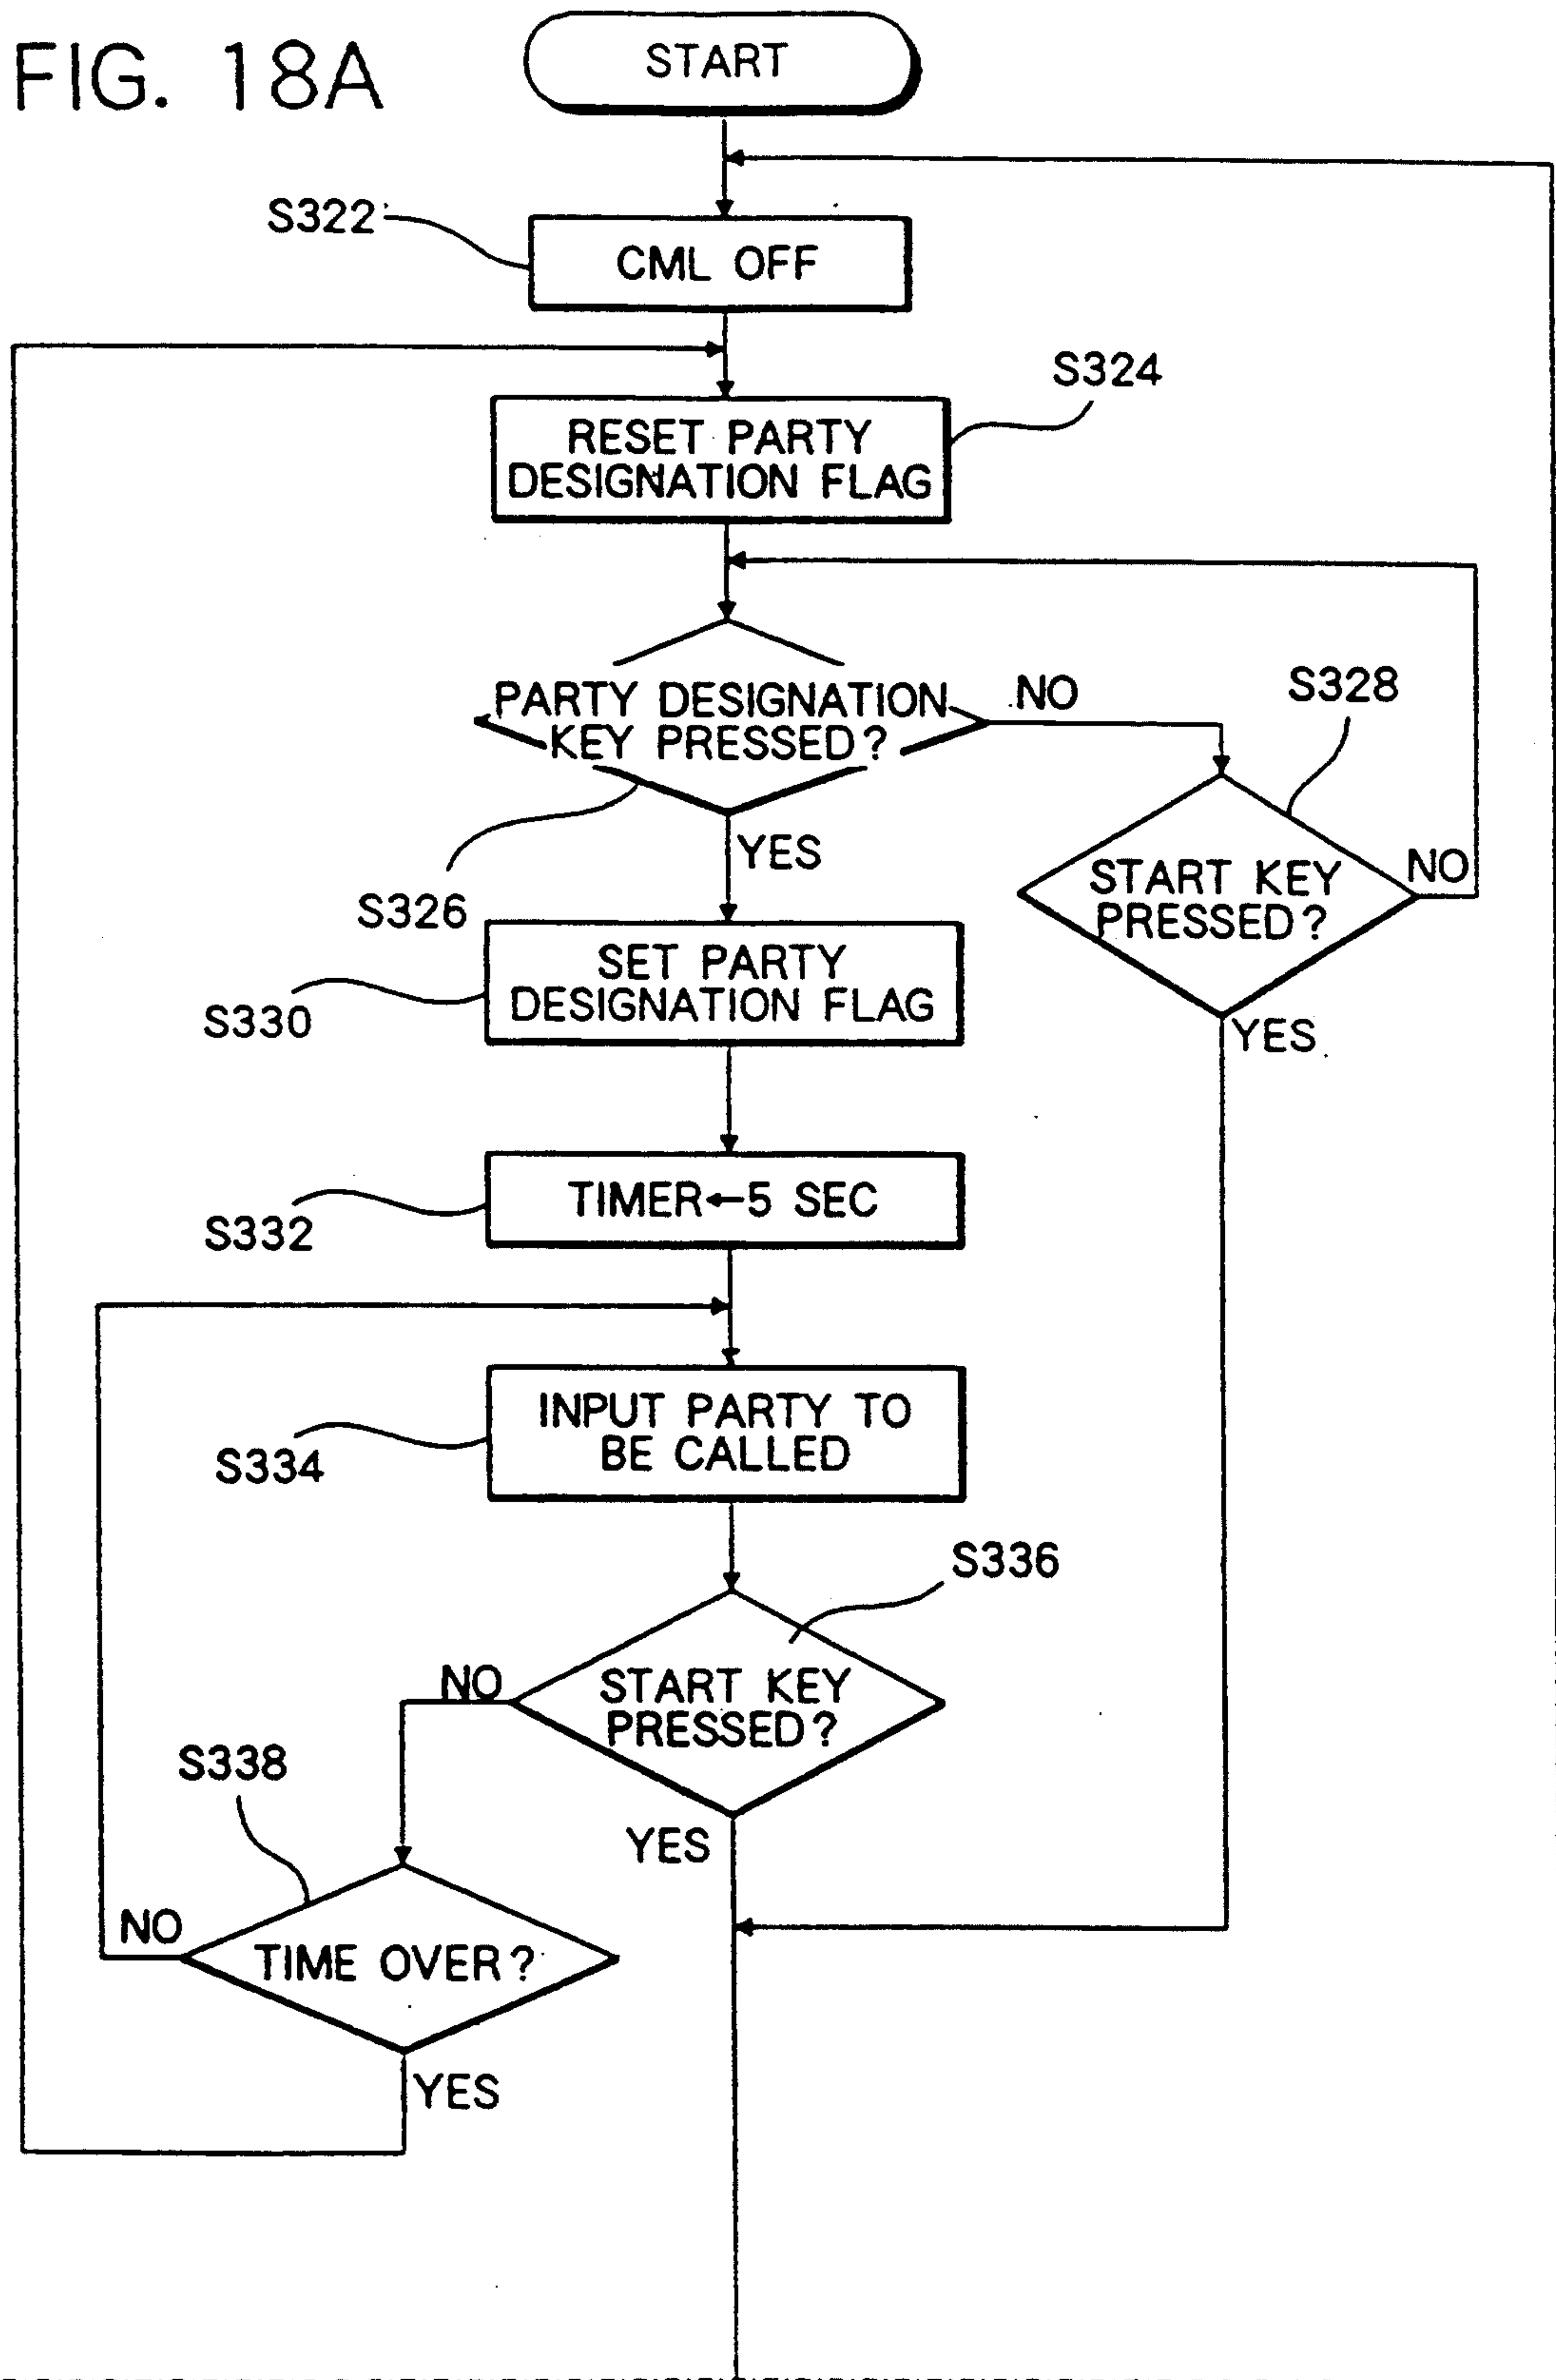 FIG. 18A
START
S322
CML OFF
S324
RESET PARTY
DESIGNATION FLAG
PARTY DESIGNATION
KEY PRESSED?
NO
S328
YES
START KEY
PRESSED?
NO
S326
SET PARTY
DESIGNATION FLAG
S330
YES
TIMER←5 SEC
S332
INPUT PARTY TO
BE CALLED
S334
S336
NO
START KEY
PRESSED?
S338
YES
NO
TIME OVER?
YES